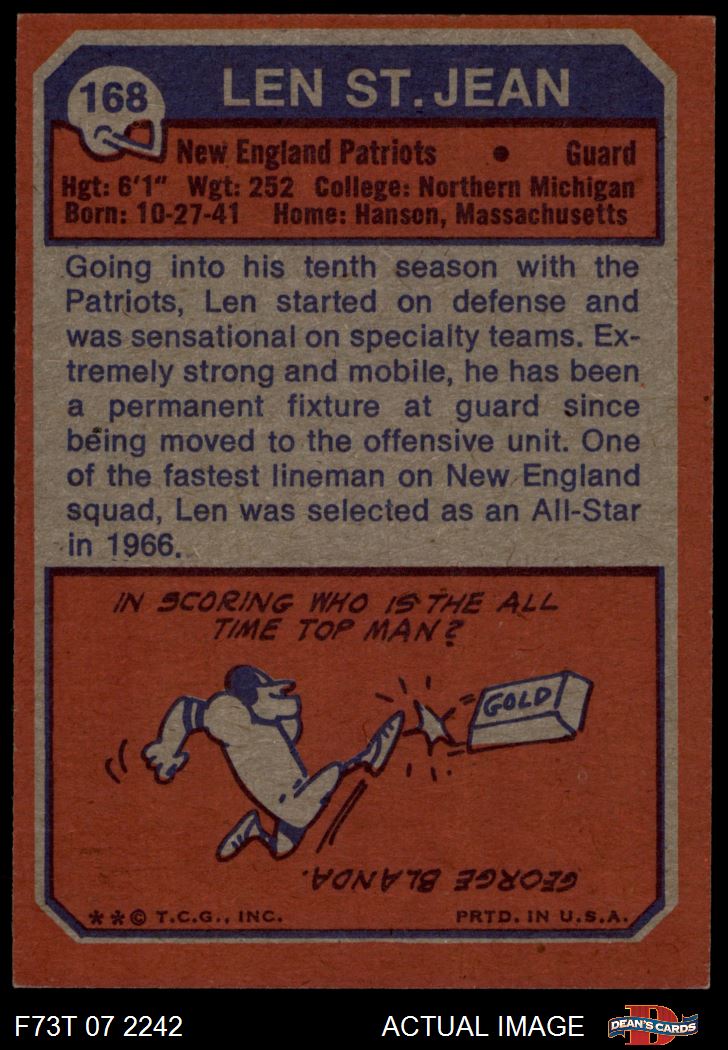 168
LEN ST. JEAN
New England Patriots • Guard
Hgt: 6'1" Wgt: 252 College: Northern Michigan
Born: 10-27-41 Home: Hanson, Massachusetts
Going into his tenth season with the
Patriots, Len started on defense and
was sensational on specialty teams. Ex-
tremely strong and mobile, he has been
a permanent fixture at guard since
being moved to the offensive unit. One
of the fastest lineman on New England
squad, Len was selected as an All-Star
in 1966.
IN SCORING WHO IS THE ALL
TIME TOP MAN?
GOLD
GEORGE BLANDA.
**© T.C.G., INC. PRTD. IN U.S.A.
F73T 07 2242 ACTUAL IMAGE
D
DEAN'S CARDS